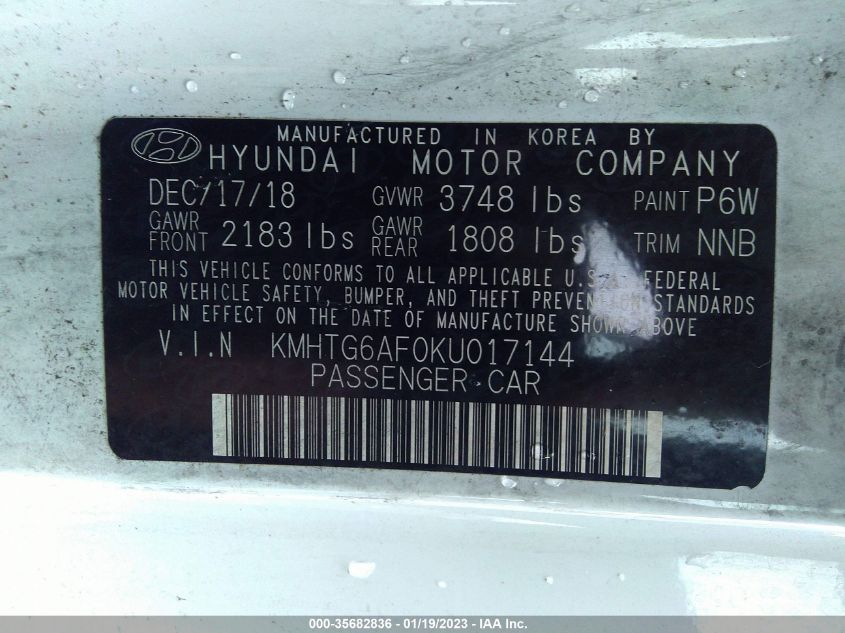 MANUFACTURED IN KOREA BY
HYUNDAI MOTOR COMPANY
DEC/17/18 GVWR 3748 lbs PAINT P6W
GAWR FRONT 2183 lbs GAWR REAR 1808 lbs TRIM NNB
THIS VEHICLE CONFORMS TO ALL APPLICABLE U.S.A. FEDERAL
MOTOR VEHICLE SAFETY, BUMPER, AND THEFT PREVENTION STANDARDS
IN EFFECT ON THE DATE OF MANUFACTURE SHOWN ABOVE
V.I.N KMHTG6AF0KU017144
PASSENGER CAR
000-35682836 - 01/19/2023 - IAA Inc.